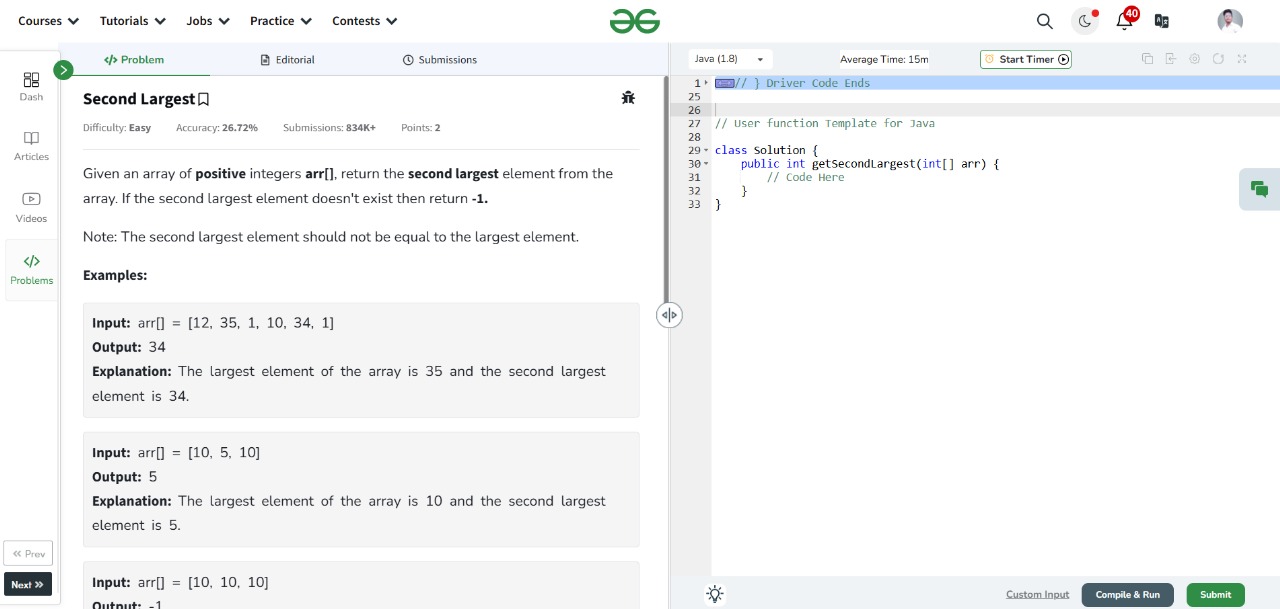 Courses Tutorials Jobs Practice Contests
40
Dash
Articles
Videos
Problems
<< Prev
Next >>
</> Problem Editorial Submissions
Second Largest
Difficulty: Easy Accuracy: 26.72% Submissions: 834K+ Points: 2
Given an array of positive integers arr[], return the second largest element from the
array. If the second largest element doesn't exist then return -1.
Note: The second largest element should not be equal to the largest element.
Examples:
Input: arr[] = [12, 35, 1, 10, 34, 1]
Output: 34
Explanation: The largest element of the array is 35 and the second largest
element is 34.
Input: arr[] = [10, 5, 10]
Output: 5
Explanation: The largest element of the array is 10 and the second largest
element is 5.
Input: arr[] = [10, 10, 10]
Output: -1
Java (1.8) Average Time: 15m Start Timer
1 // } Driver Code Ends
25
26
27 // User function Template for Java
28
29 class Solution {
30 public int getSecondLargest(int[] arr) {
31 // Code Here
32 }
33 }
Custom Input Compile & Run Submit